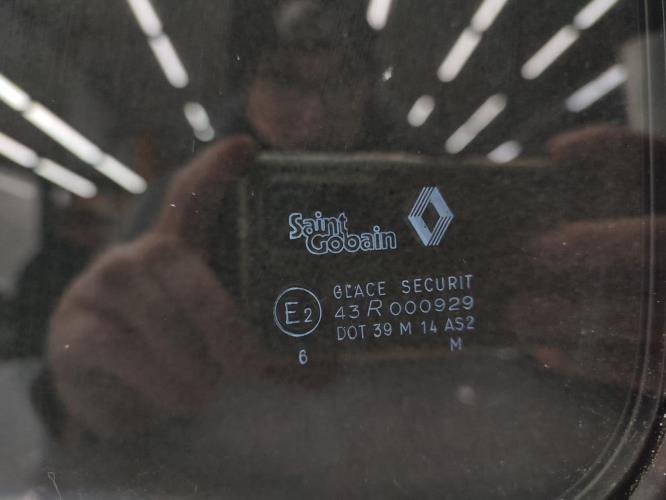 Saint
Gobain
GLACE SECURIT
E2
43 R 000929
DOT 39 M 14 AS2
6
M